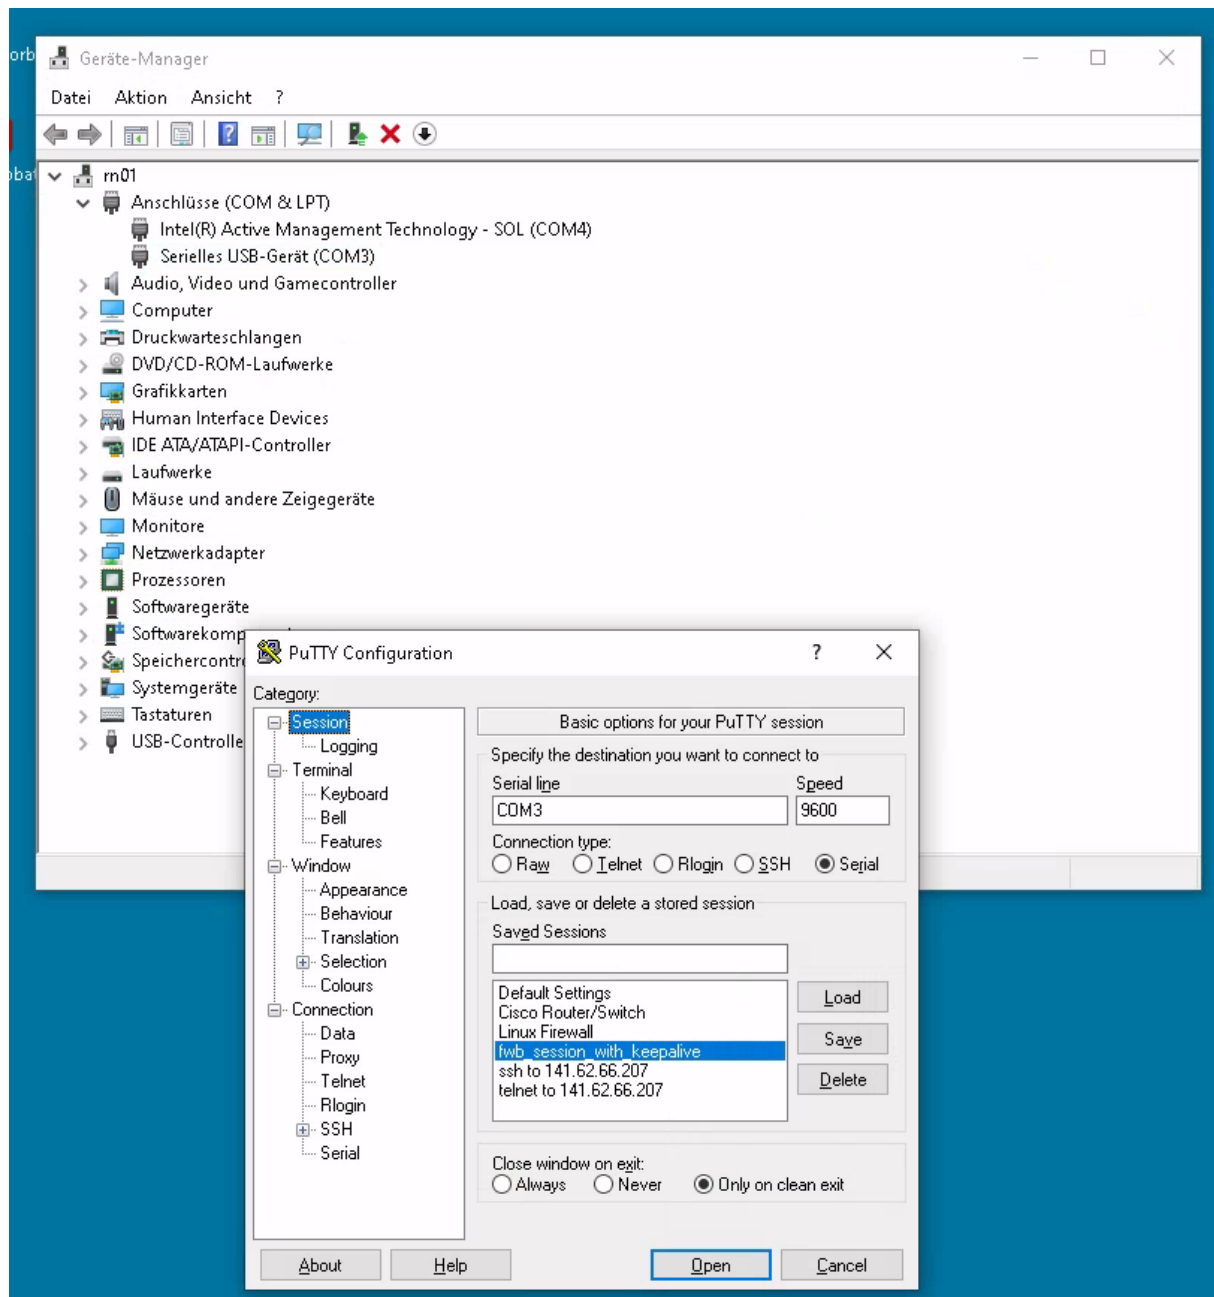 orb
Geräte-Manager
Datei Aktion Ansicht ?
obat
rn01
Anschlüsse (COM & LPT)
Intel(R) Active Management Technology - SOL (COM4)
Serielles USB-Gerät (COM3)
Audio, Video und Gamecontroller
Computer
Druckwarteschlangen
DVD/CD-ROM-Laufwerke
Grafikkarten
Human Interface Devices
IDE ATA/ATAPI-Controller
Laufwerke
Mäuse und andere Zeigegeräte
Monitore
Netzwerkadapter
Prozessoren
Softwaregeräte
Softwarekomp
Speichercontr
Systemgeräte
Tastaturen
USB-Controlle
PuTTY Configuration ? 
Category:
Session
Logging
Terminal
Keyboard
Bell
Features
Window
Appearance
Behaviour
Translation
Selection
Colours
Connection
Data
Proxy
Telnet
Rlogin
SSH
Serial
Basic options for your PuTTY session
Specify the destination you want to connect to
Serial line Speed
COM3 9600
Connection type:
Raw Telnet Rlogin SSH Serial
Load, save or delete a stored session
Saved Sessions
Default Settings
Cisco Router/Switch
Linux Firewall
fwb_session_with_keepalive
ssh to 141.62.66.207
telnet to 141.62.66.207
Load
Save
Delete
Close window on exit:
Always Never Only on clean exit
About Help Open Cancel